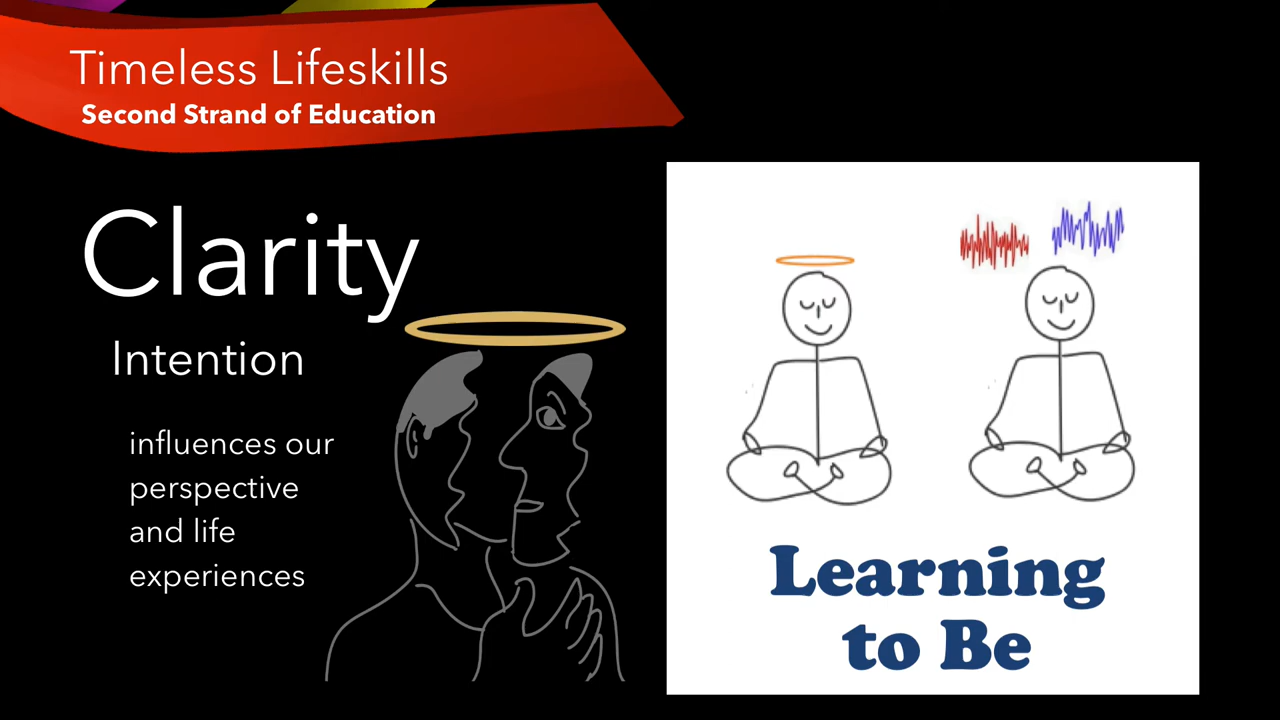 Timeless Lifeskills
Second Strand of Education
Clarity
Intention
influences our
perspective
and life
experiences
Learning
to Be